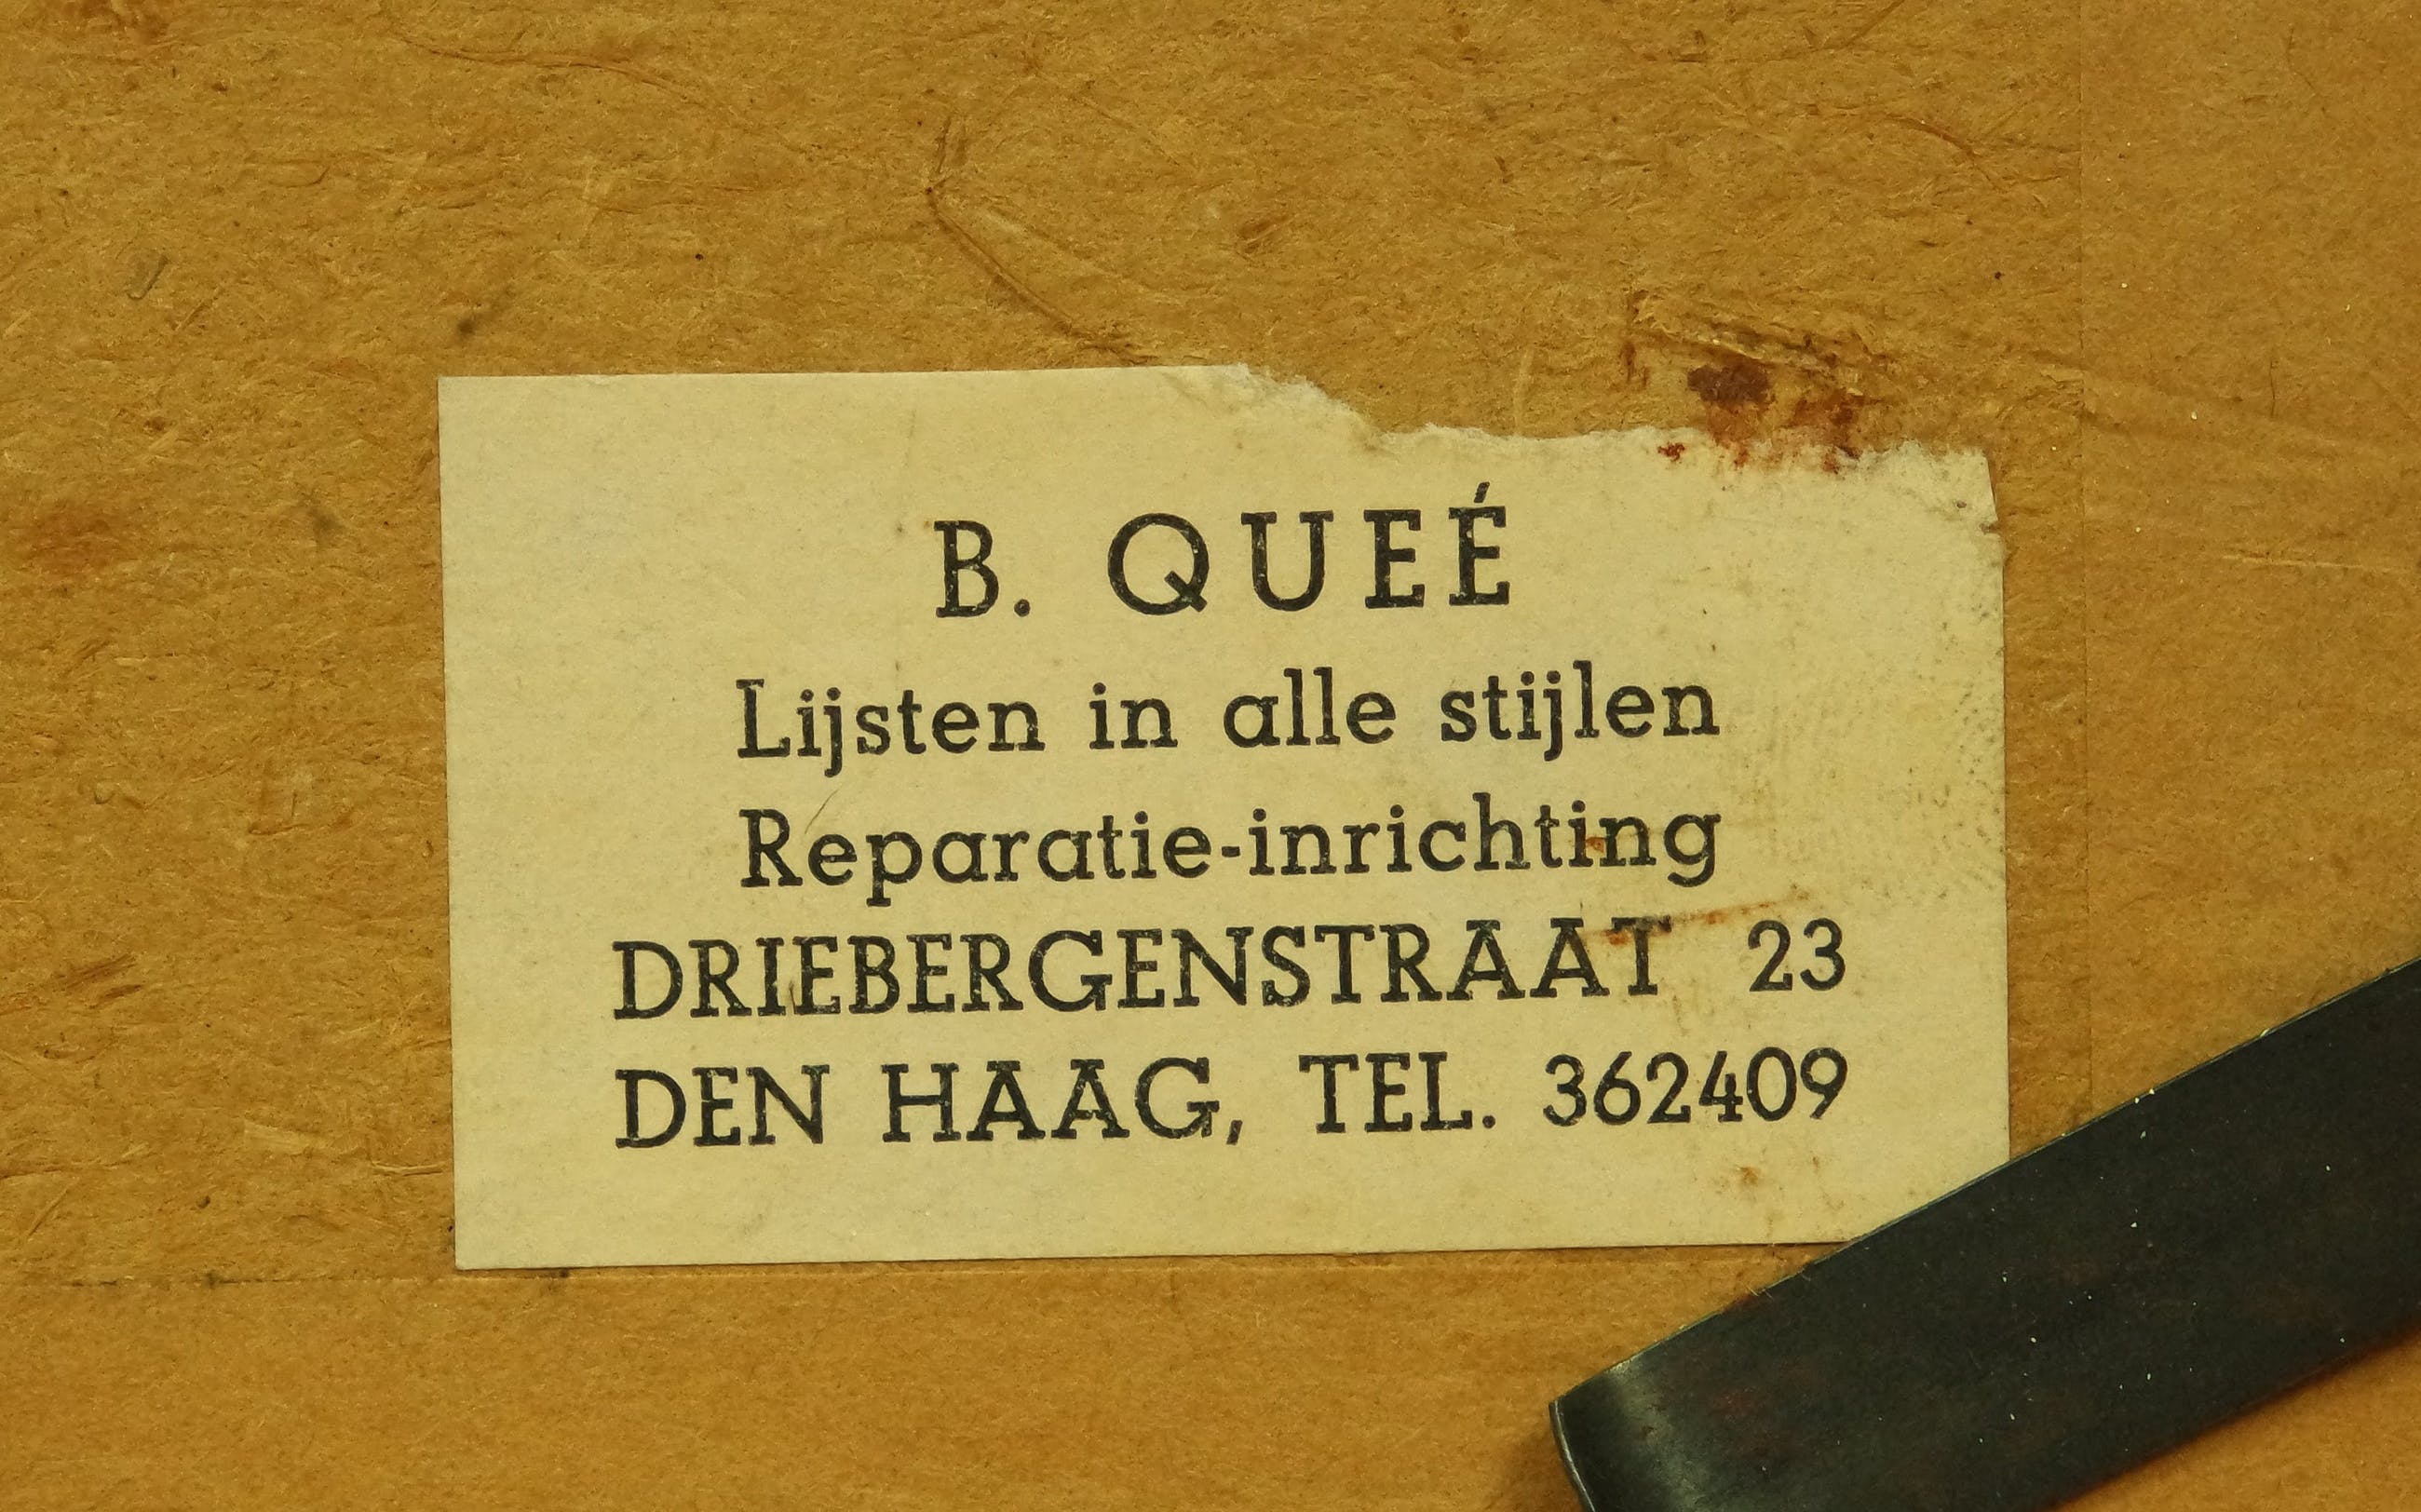 B. QUEÉ
Lijsten in alle stijlen
Reparatie-inrichting
DRIEBERGENSTRAAT 23
DEN HAAG, TEL. 362409